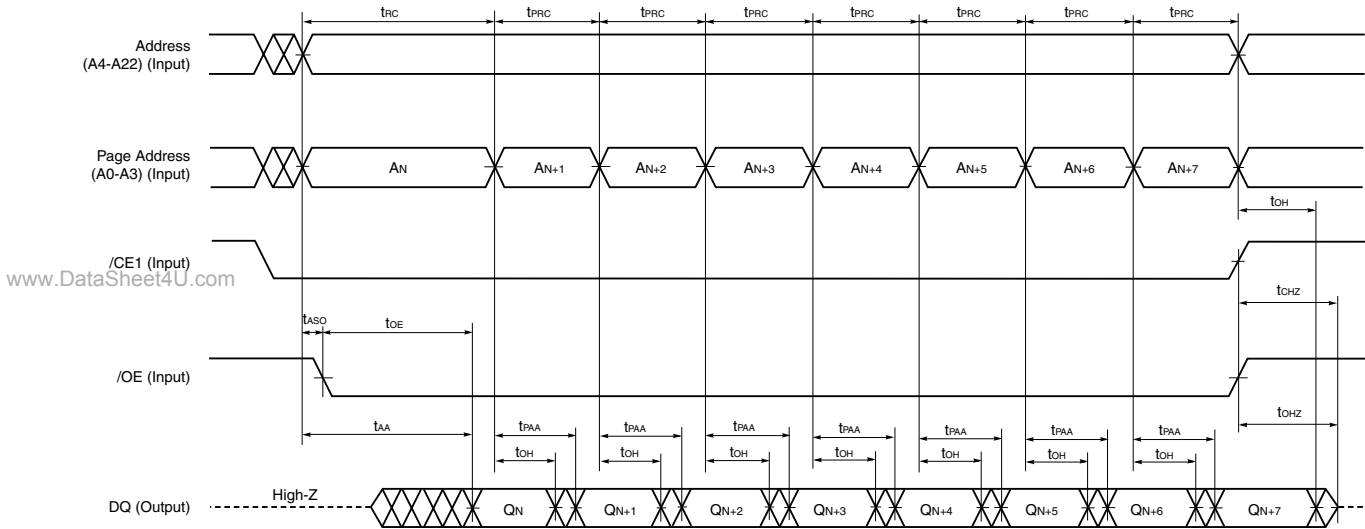 tRC tPRC tPRC tPRC tPRC tPRC tPRC tPRC
Address
(A4-A22) (Input)
Page Address
(A0-A3) (Input)
AN AN+1 AN+2 AN+3 AN+4 AN+5 AN+6 AN+7
tOH
/CE1 (Input)
www.DataSheet4U.com
tCHZ
tASO tOE
/OE (Input)
tAA tPAA tPAA tPAA tPAA tPAA tPAA tPAA tOHZ
tOH tOH tOH tOH tOH tOH tOH
High-Z
DQ (Output)
QN QN+1 QN+2 QN+3 QN+4 QN+5 QN+6 QN+7